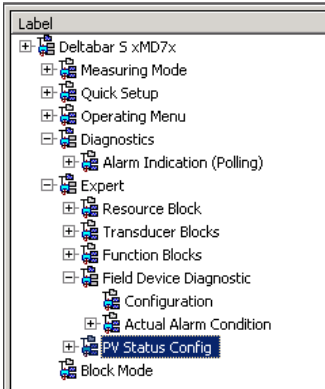 Label
Deltabar S xMD7x
Measuring Mode
Quick Setup
Operating Menu
Diagnostics
Alarm Indication (Polling)
Expert
Resource Block
Transducer Blocks
Function Blocks
Field Device Diagnostic
Configuration
Actual Alarm Condition
PV Status Config
Block Mode